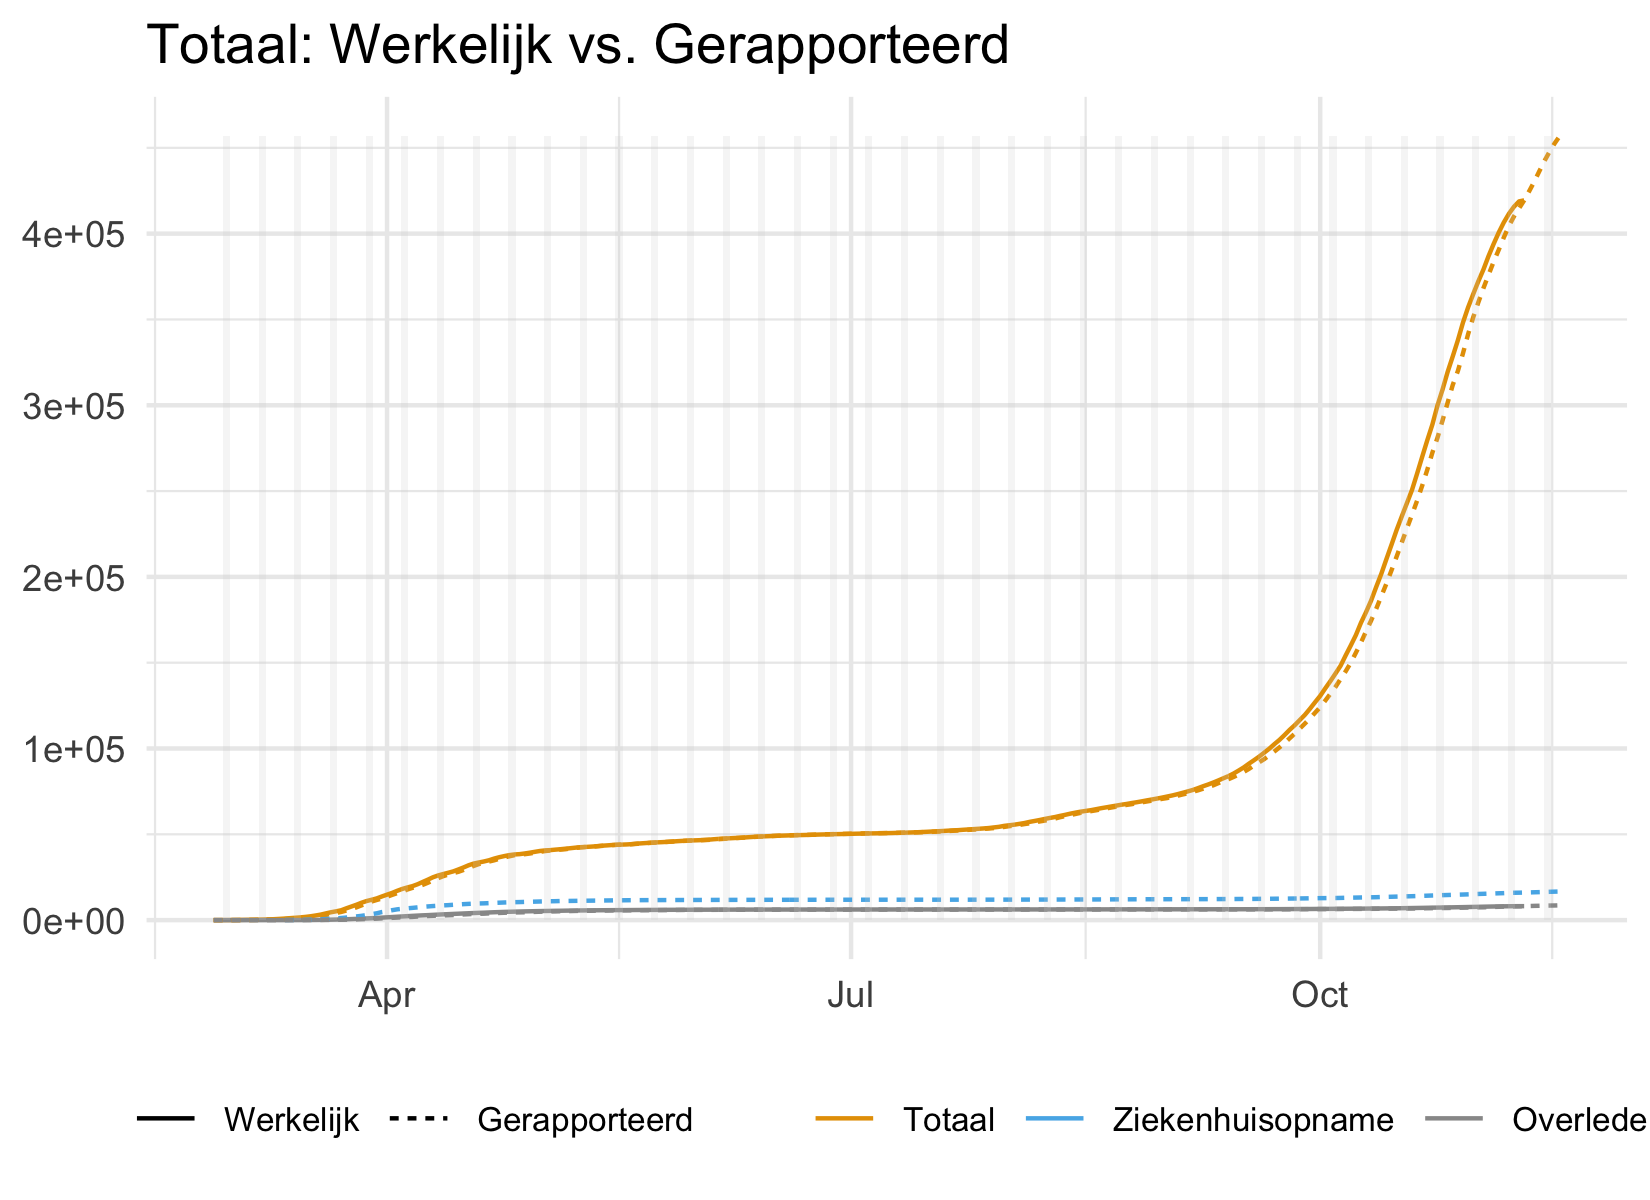 Totaal: Werkelijk vs. Gerapporteerd
4e+05
3e+05
2e+05
1e+05
0e+00
Apr Jul Oct
Werkelijk Gerapporteerd Totaal Ziekenhuisopname Overlede